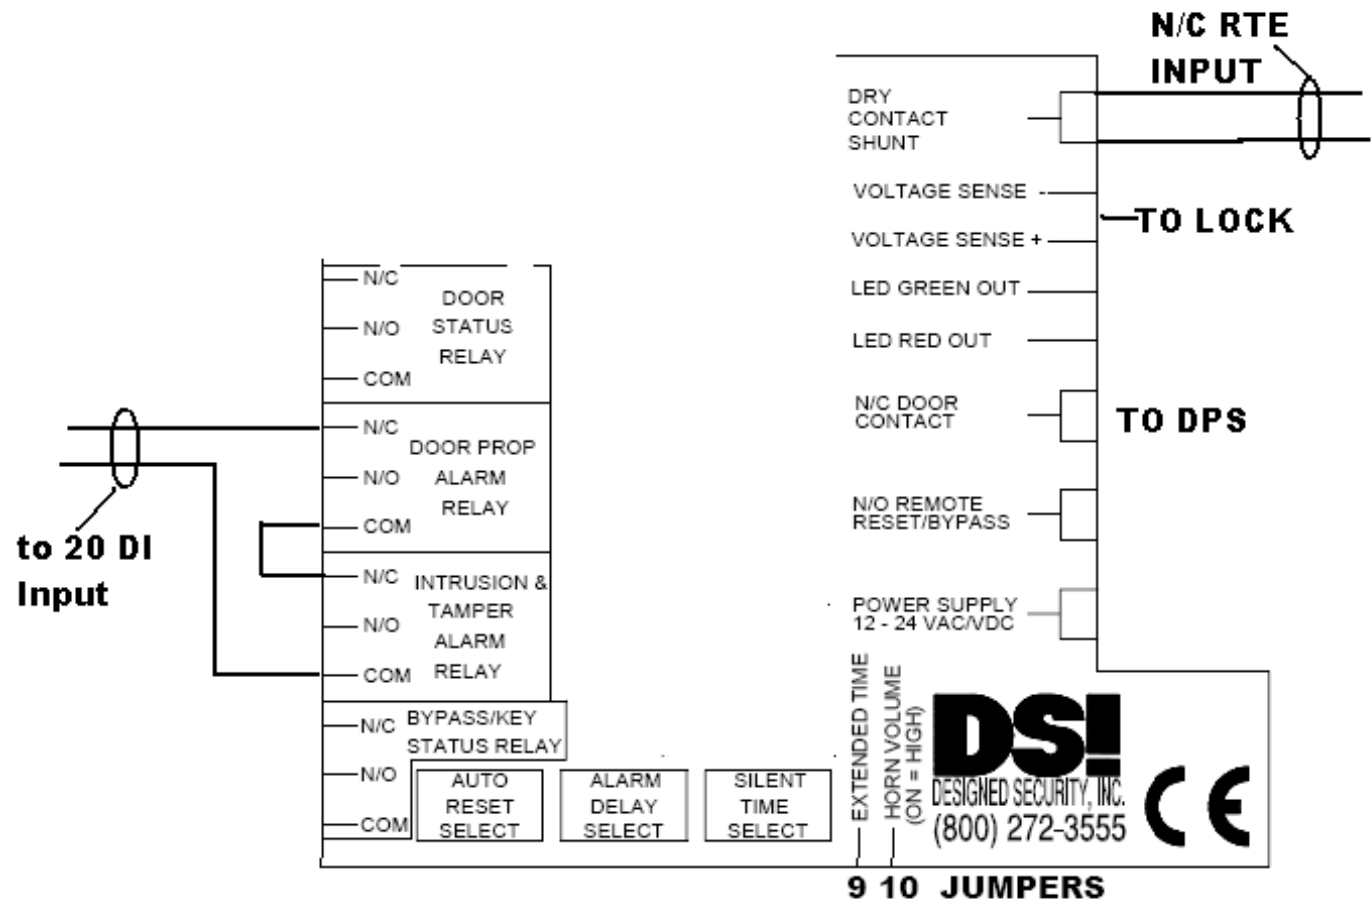 N/C RTE
INPUT
DRY
CONTACT
SHUNT
VOLTAGE SENSE -
TO LOCK
VOLTAGE SENSE +
LED GREEN OUT
LED RED OUT
N/C DOOR
CONTACT
TO DPS
N/O REMOTE
RESET/BYPASS
POWER SUPPLY
12 - 24 VAC/VDC
N/C
DOOR
STATUS
RELAY
N/O
COM
N/C
DOOR PROP
ALARM
RELAY
N/O
COM
to 20 DI
Input
N/C
INTRUSION &
TAMPER
ALARM
RELAY
N/O
COM
N/C
BYPASS/KEY
STATUS RELAY
N/O
COM
AUTO
RESET
SELECT
ALARM
DELAY
SELECT
SILENT
TIME
SELECT
EXTENDED TIME
HORN VOLUME
(ON = HIGH)
DSI
DESIGNED SECURITY, INC.
(800) 272-3555
CE
9 10 JUMPERS